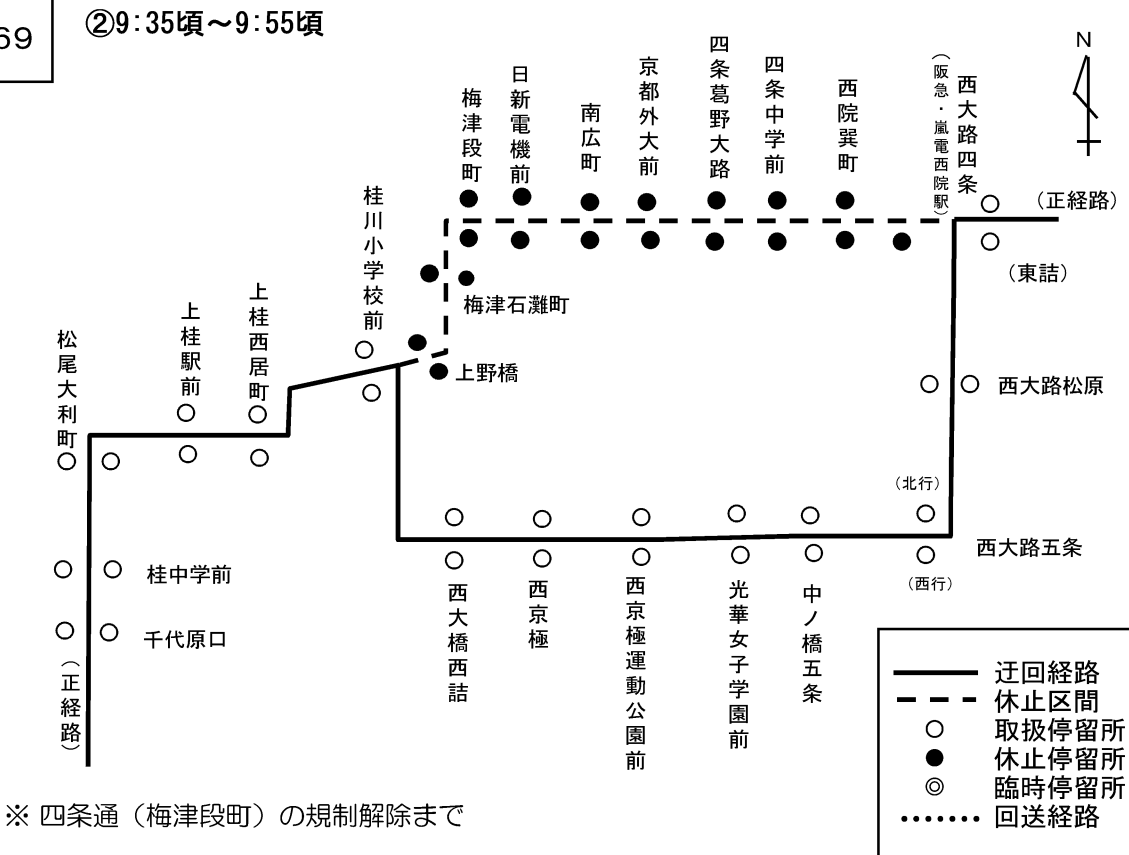 69
②9:35頃～9:55頃
N
梅津段町
日新電機前
南広町
京都外大前
四条葛野大路
四条中学前
西院巽町
（阪急・嵐電西院駅）
西大路四条
（正経路）
（東詰）
桂川小学校前
梅津石灘町
上野橋
上桂西居町
上桂駅前
松尾大利町
西大路松原
（北行）
西大路五条
（西行）
桂中学前
千代原口
（正経路）
西大橋西詰
西京極
西京極運動公園前
光華女子学園前
中ノ橋五条
迂回経路
休止区間
取扱停留所
休止停留所
臨時停留所
回送経路
※ 四条通（梅津段町）の規制解除まで